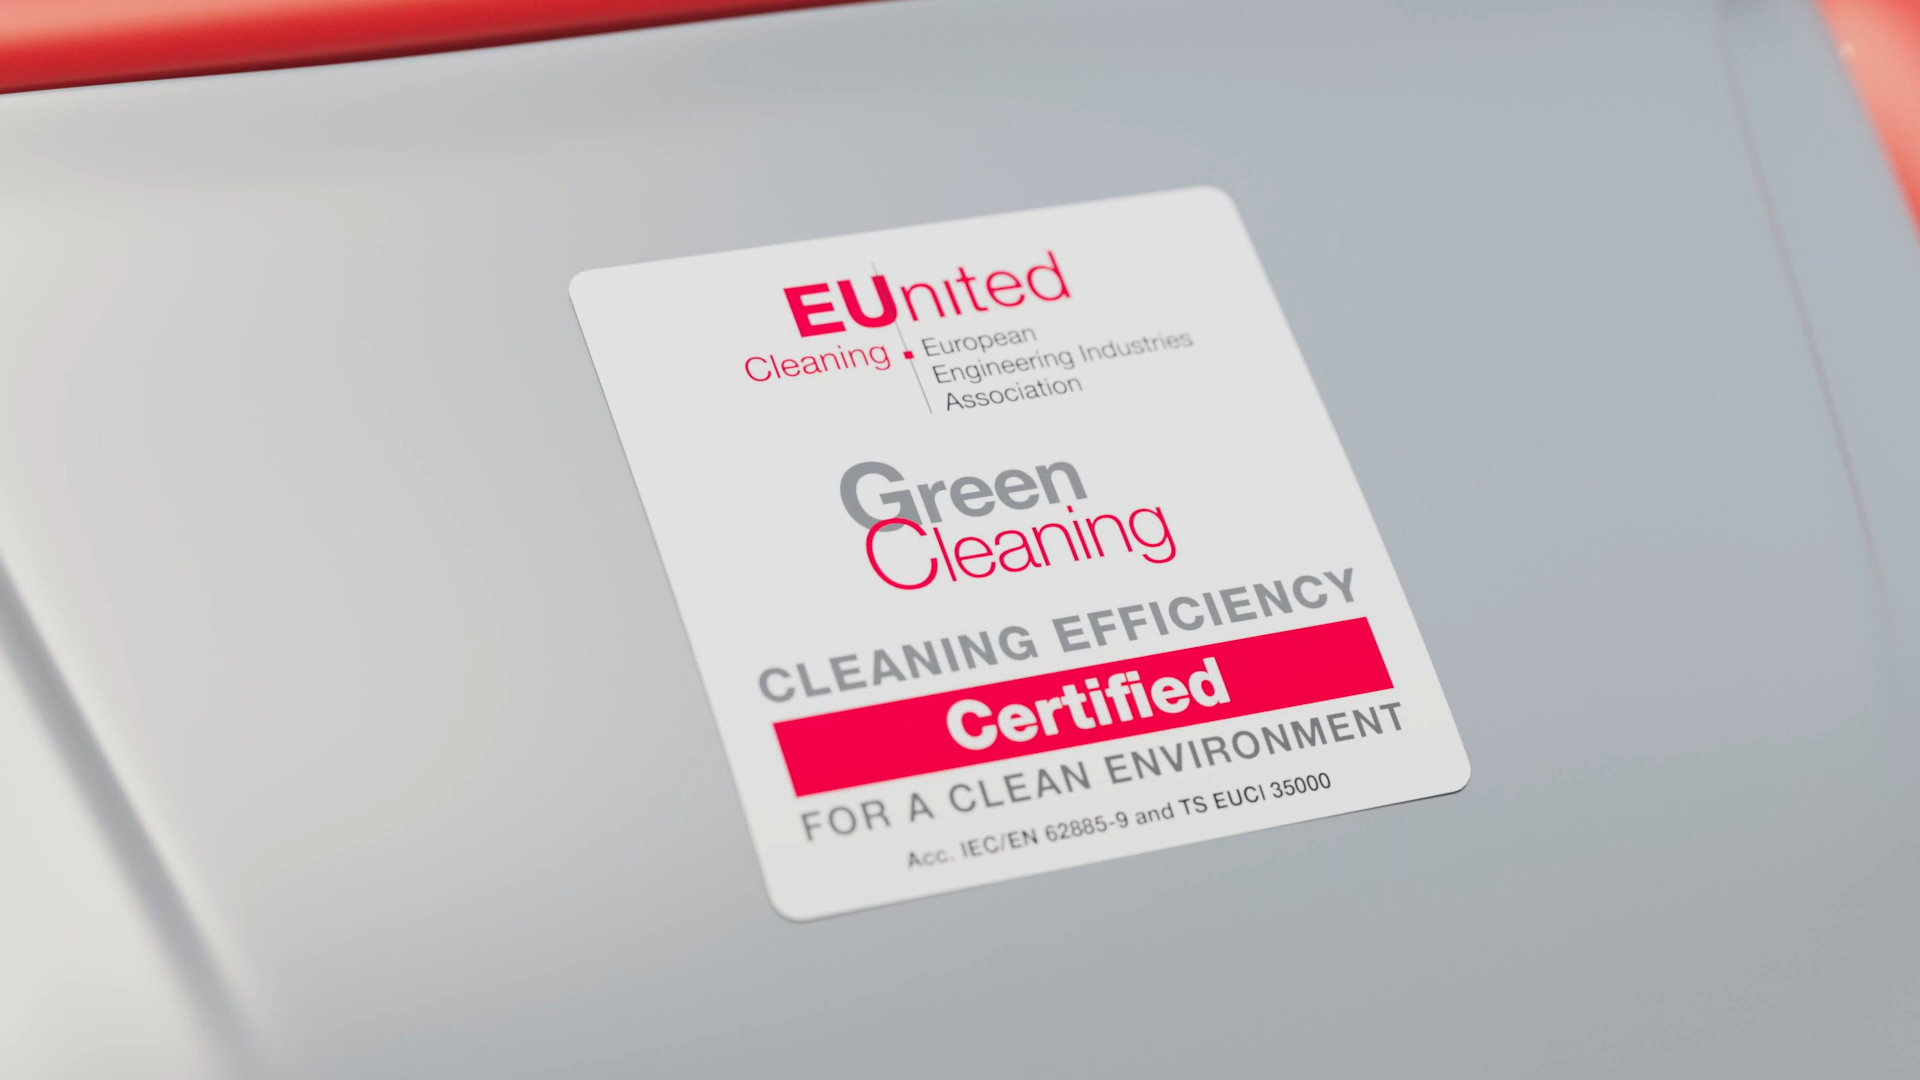 EUnited
Cleaning
European
Engineering Industries
Association
Green
Cleaning
CLEANING EFFICIENCY
Certified
FOR A CLEAN ENVIRONMENT
Acc. IEC/EN 62885-9 and TS EUCI 35000